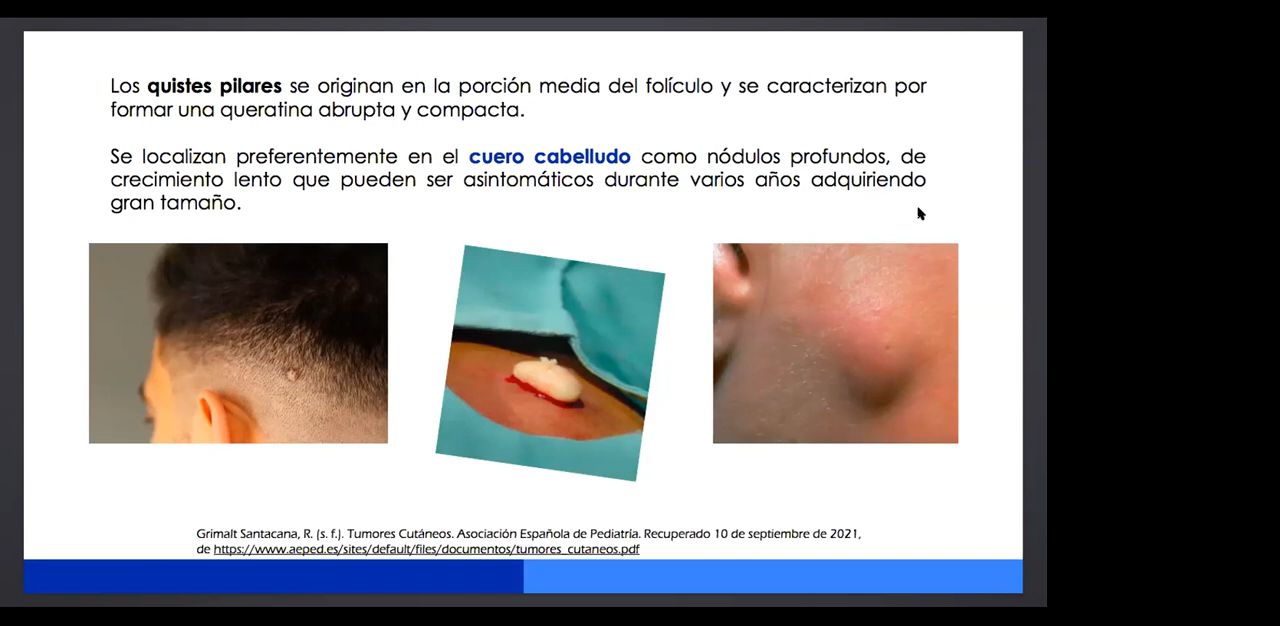 Los quistes pilares se originan en la porción media del folículo y se caracterizan por
formar una queratina abrupta y compacta.
Se localizan preferentemente en el cuero cabelludo como nódulos profundos, de
crecimiento lento que pueden ser asintomáticos durante varios años adquiriendo
gran tamaño.
Grimalt Santacana, R. (s. f.). Tumores Cutáneos. Asociación Española de Pediatría. Recuperado 10 de septiembre de 2021,
de https://www.aeped.es/sites/default/files/documentos/tumores_cutaneos.pdf